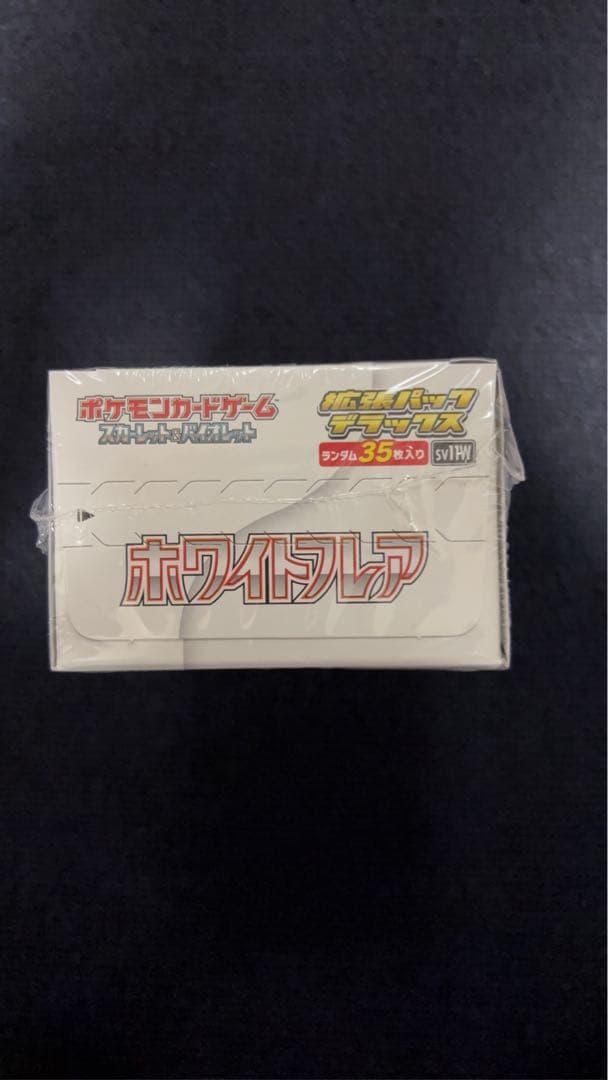 ポケモンカードゲーム
スカーレット&バイオレット
拡張パック
デラックス
ランダム35枚入り
SV11W
ホワイトフレア